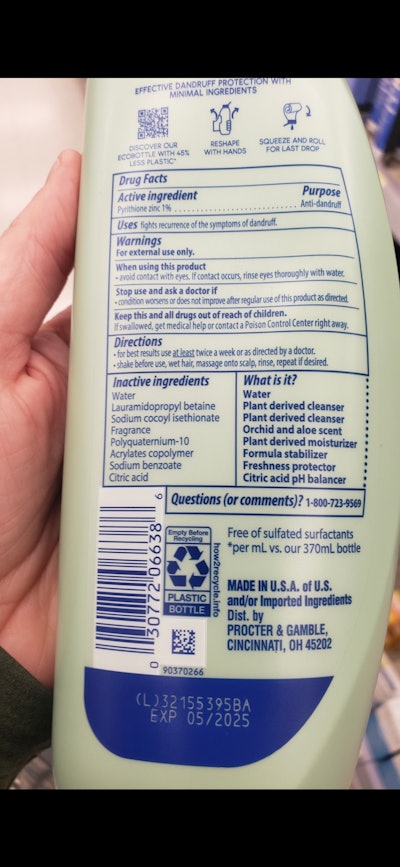 EFFECTIVE DANDRUFF PROTECTION WITH
MINIMAL INGREDIENTS
DISCOVER OUR
ECOBOTTLE WITH 45%
LESS PLASTIC*
RESHAPE
WITH HANDS
SQUEEZE AND ROLL
FOR LAST DROP
Drug Facts
Active ingredient Purpose
Pyrithione zinc 1% Anti-dandruff
Uses fights recurrence of the symptoms of dandruff.
Warnings
For external use only.
When using this product
• avoid contact with eyes. If contact occurs, rinse eyes thoroughly with water.
Stop use and ask a doctor if
• condition worsens or does not improve after regular use of this product as directed.
Keep this and all drugs out of reach of children.
If swallowed, get medical help or contact a Poison Control Center right away.
Directions
• for best results use at least twice a week or as directed by a doctor.
• shake before use, wet hair, massage onto scalp, rinse, repeat if desired.
Inactive ingredients What is it?
Water Water
Lauramidopropyl betaine Plant derived cleanser
Sodium cocoyl isethionate Plant derived cleanser
Fragrance Orchid and aloe scent
Polyquaternium-10 Plant derived moisturizer
Acrylates copolymer Formula stabilizer
Sodium benzoate Freshness protector
Citric acid Citric acid pH balancer
Questions (or comments)? 1-800-723-9569
0 30772 06638 6
Empty Before
Recycling
PLASTIC
BOTTLE
how2recycle.info
90370266
Free of sulfated surfactants
*per mL vs. our 370mL bottle
MADE IN U.S.A. of U.S.
and/or Imported Ingredients
Dist. by
PROCTER & GAMBLE,
CINCINNATI, OH 45202
(L)32155395BA
EXP 05/2025